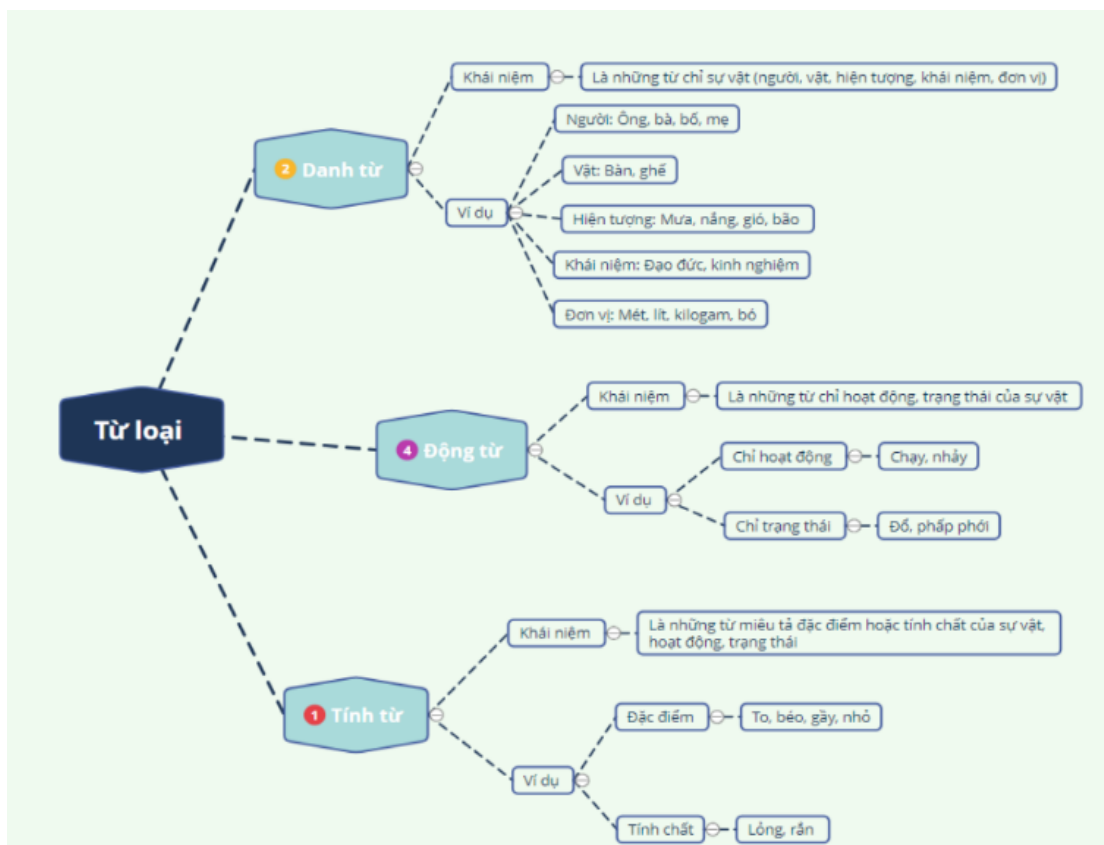 Từ loại
2 Danh từ
Khái niệm
Là những từ chỉ sự vật (người, vật, hiện tượng, khái niệm, đơn vị)
Ví dụ
Người: Ông, bà, bố, mẹ
Vật: Bàn, ghế
Hiện tượng: Mưa, nắng, gió, bão
Khái niệm: Đạo đức, kinh nghiệm
Đơn vị: Mét, lít, kilogam, bó
4 Động từ
Khái niệm
Là những từ chỉ hoạt động, trạng thái của sự vật
Ví dụ
Chỉ hoạt động
Chạy, nhảy
Chỉ trạng thái
Đổ, phấp phới
1 Tính từ
Khái niệm
Là những từ miêu tả đặc điểm hoặc tính chất của sự vật,
hoạt động, trạng thái
Ví dụ
Đặc điểm
To, béo, gầy, nhỏ
Tính chất
Lỏng, rắn